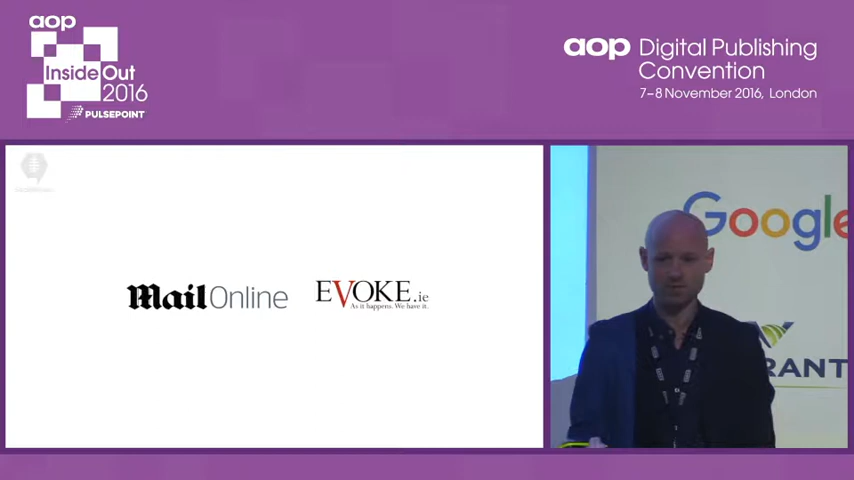 aop
InsideOut
2016
PULSEPOINT
aop Digital Publishing
Convention
7–8 November 2016, London
MailOnline
EVOKE.ie
As it happens. We have it.
Google
RANT